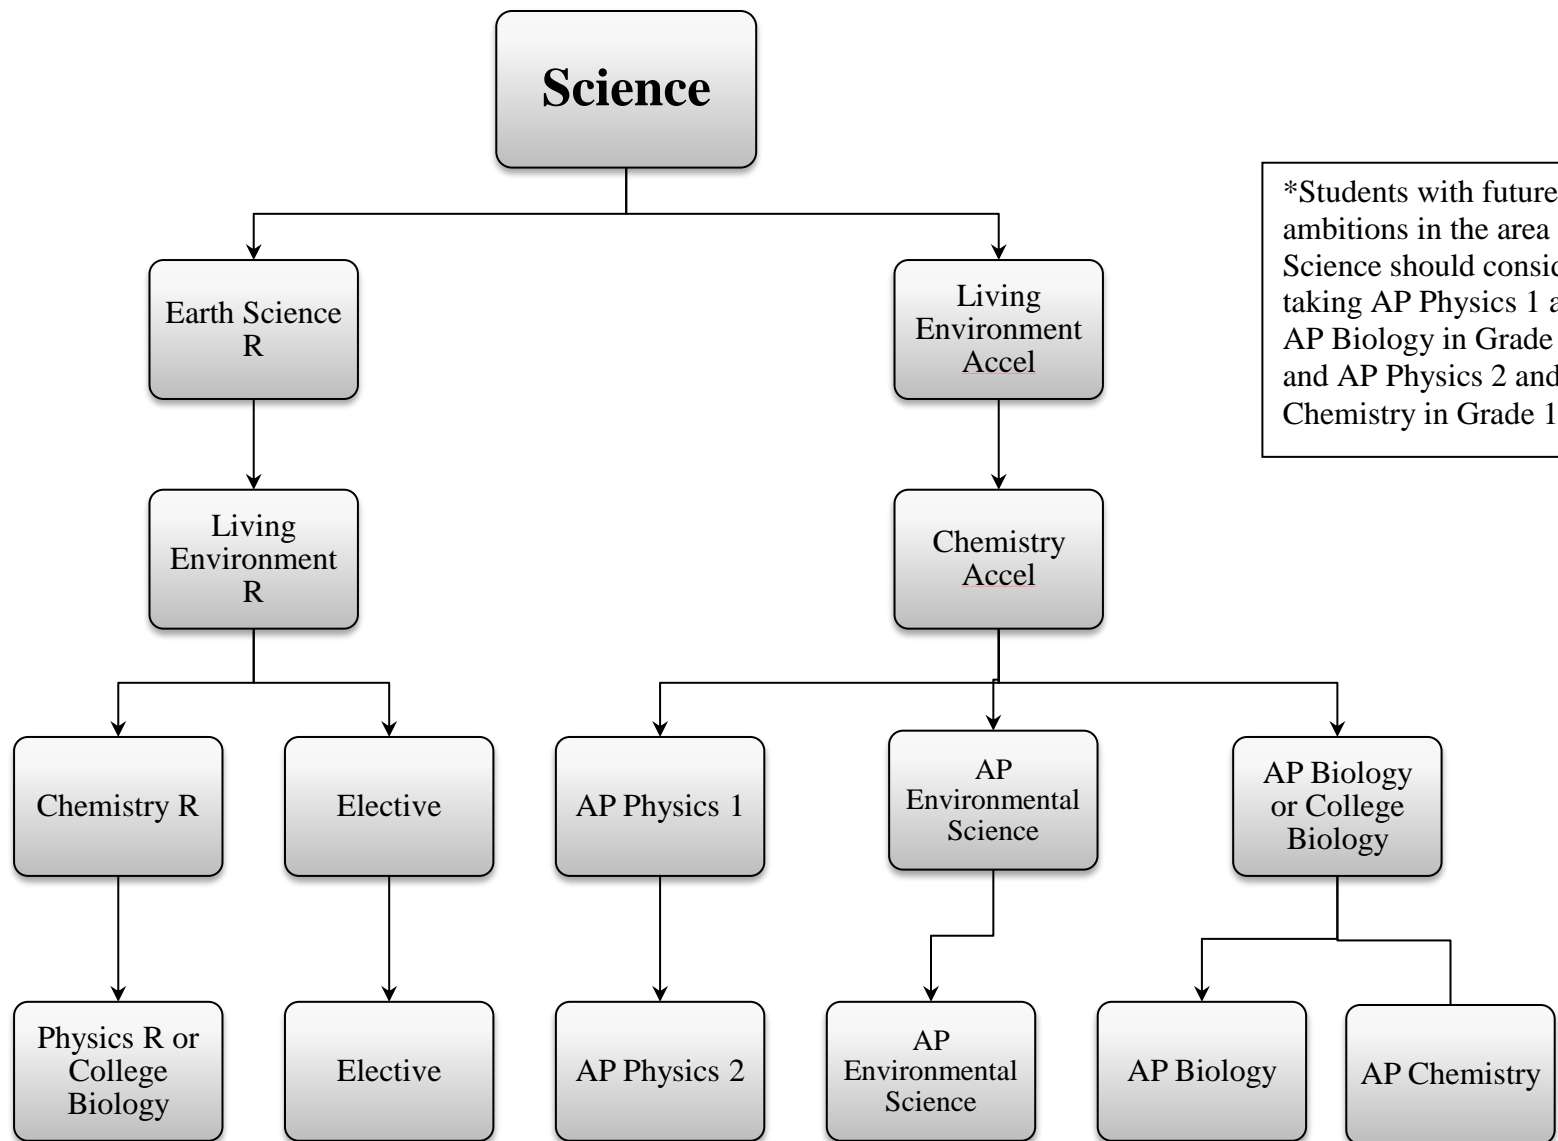 Science
*Students with future
ambitions in the area
Science should
taking AP Physics 1
AP Biology in Grade
and AP Physics 2 and
Chemistry in Grade
Earth Science
R
Living
Environment
Accel
Living
Environment
R
Chemistry
Accel
Chemistry R
Elective
AP Physics 1
AP
Environmental
Science
AP Biology
or College
Biology
Physics R or
College
Biology
Elective
AP Physics 2
AP
Environmental
Science
AP Biology
AP Chemistry